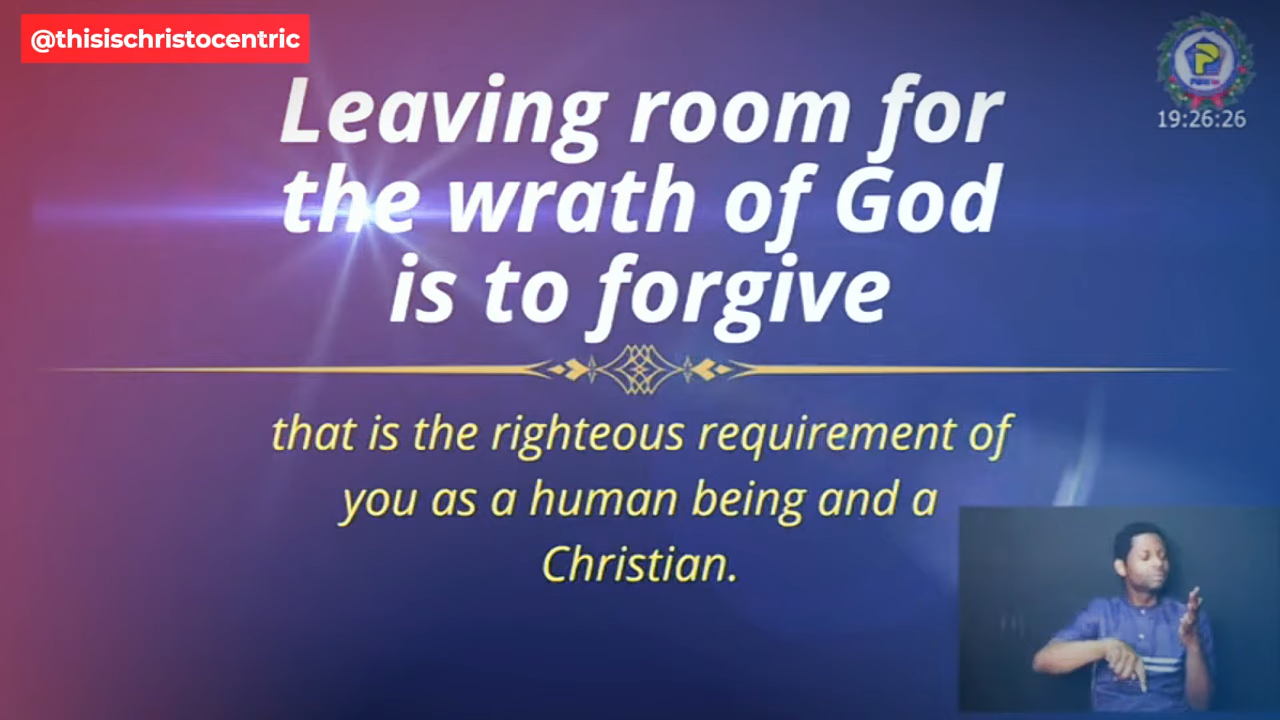 @thisischristocentric
P
19:26:26
Leaving room for
the wrath of God
is to forgive
that is the righteous requirement of
you as a human being and a
Christian.